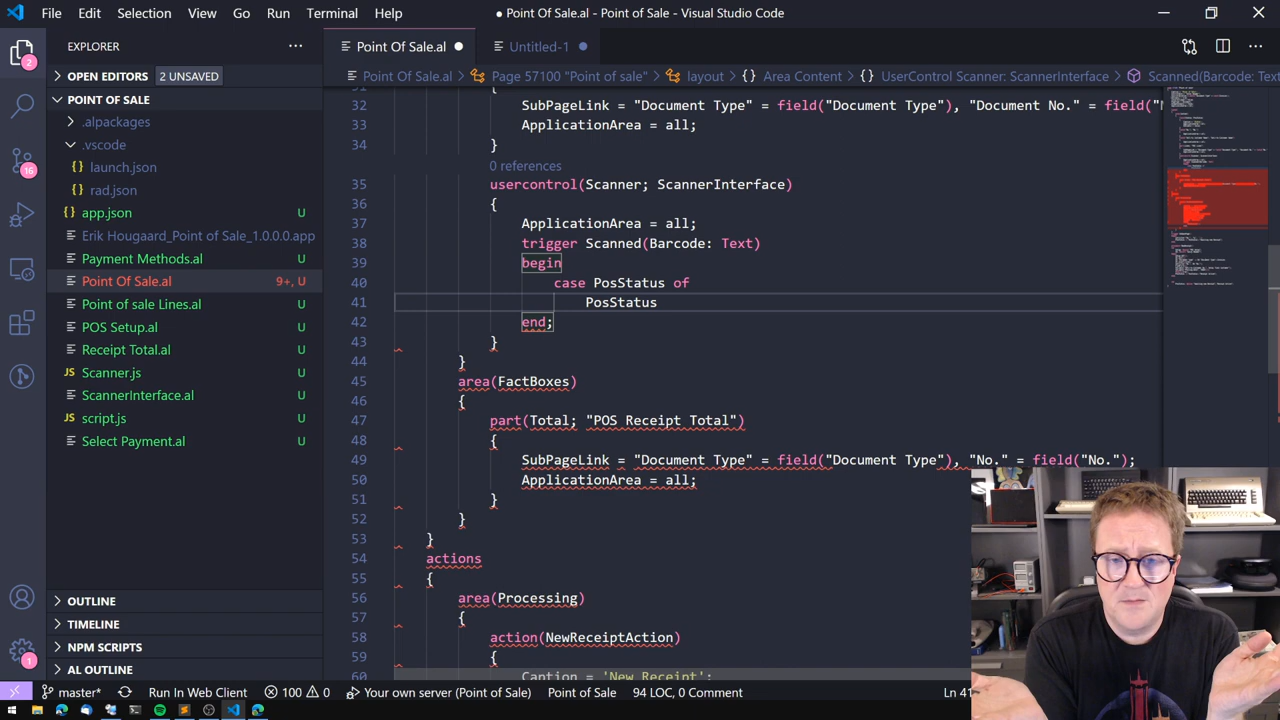 File Edit Selection View Go Run Terminal Help
● Point Of Sale.al - Point of Sale - Visual Studio Code
EXPLORER
OPEN EDITORS 2 UNSAVED
POINT OF SALE
.alpackages
.vscode
launch.json
rad.json
app.json U
Erik Hougaard_Point of Sale_1.0.0.0.app
Payment Methods.al U
Point Of Sale.al 9+, U
Point of sale Lines.al U
POS Setup.al U
Receipt Total.al U
Scanner.js U
ScannerInterface.al U
script.js U
Select Payment.al U
OUTLINE
TIMELINE
NPM SCRIPTS
AL OUTLINE
2
16
1
Point Of Sale.al Untitled-1
Point Of Sale.al > Page 57100 "Point of sale" > layout > {} Area Content > {} UserControl Scanner: ScannerInterface > Scanned(Barcode: Text)
31 {
32 SubPageLink = "Document Type" = field("Document Type"), "Document No." = field("N
33 ApplicationArea = all;
34 }
0 references
35 usercontrol(Scanner; ScannerInterface)
36 {
37 ApplicationArea = all;
38 trigger Scanned(Barcode: Text)
39 begin
40 case PosStatus of
41 PosStatus
42 end;
43 }
44 }
45 area(FactBoxes)
46 {
47 part(Total; "POS Receipt Total")
48 {
49 SubPageLink = "Document Type" = field("Document Type"), "No." = field("No.");
50 ApplicationArea = all;
51 }
52 }
53 }
54 actions
55 {
56 area(Processing)
57 {
58 action(NewReceiptAction)
59 {
60 Caption = 'New Receipt';
master* Run In Web Client 100 0 Your own server (Point of Sale) Point of Sale 94 LOC, 0 Comment Ln 41